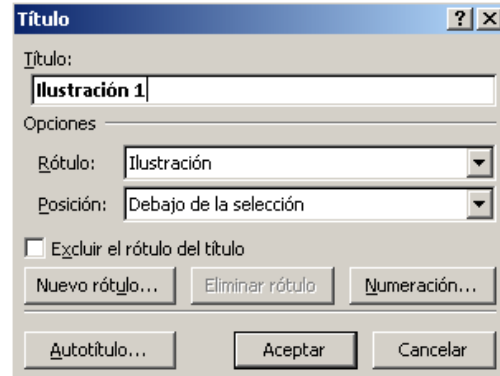 Título
Título:
Ilustración 1
Opciones
Rótulo: Ilustración
Posición: Debajo de la selección
Excluir el rótulo del título
Nuevo rótulo... Eliminar rótulo Numeración...
Autotítulo... Aceptar Cancelar